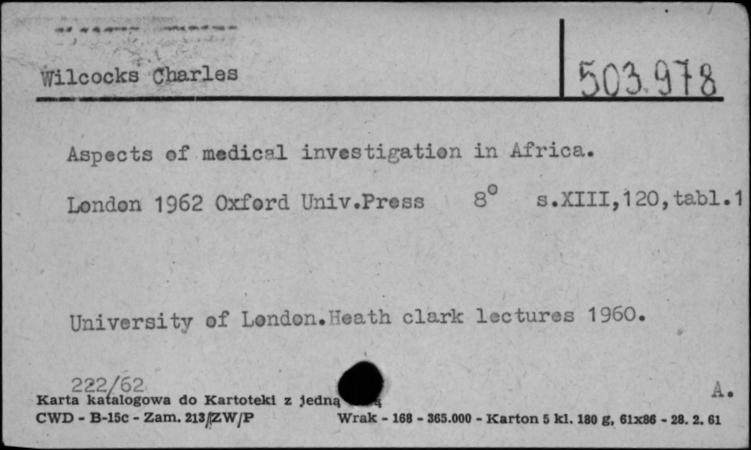 Wilcocks Charles
503.978
Aspects of medical investigation in Africa.
London 1962 Oxford Univ.Press 8° s.XIII,120,tabl.1
University of London.Heath clark lectures 1960.
222/62
A.
Karta katalogowa do Kartoteki z jedną
CWD - B-15c - Zam. 213/ZW/P Wrak - 168 - 365.000 - Karton 5 kl. 180 g, 61x86 - 28. 2. 61